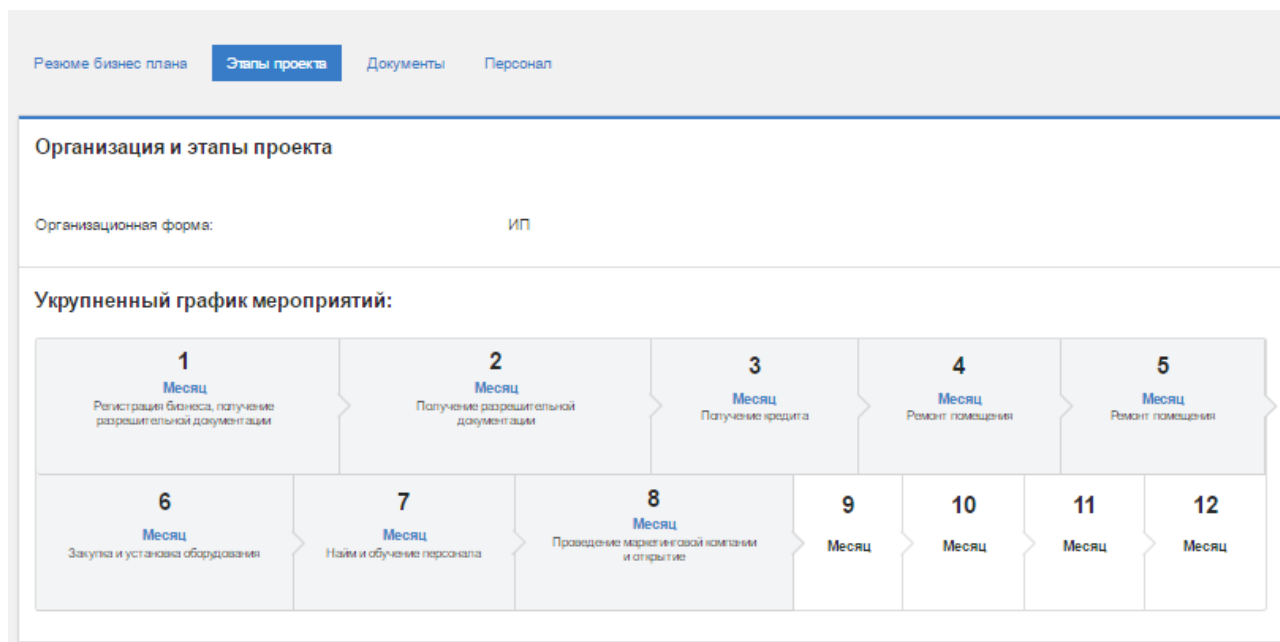 Резюме бизнес плана Этапы проекта Документы Персонал
Организация и этапы проекта
Организационная форма: ИП
Укрупненный график мероприятий:
1
Месяц
Регистрация бизнеса, получение
разрешительной документации
2
Месяц
Получение разрешительной
документации
3
Месяц
Получение кредита
4
Месяц
Ремонт помещения
5
Месяц
Ремонт помещения
6
Месяц
Закупка и установка оборудования
7
Месяц
Найм и обучение персонала
8
Месяц
Проведение маркетинговой компании
и открытие
9
Месяц
10
Месяц
11
Месяц
12
Месяц